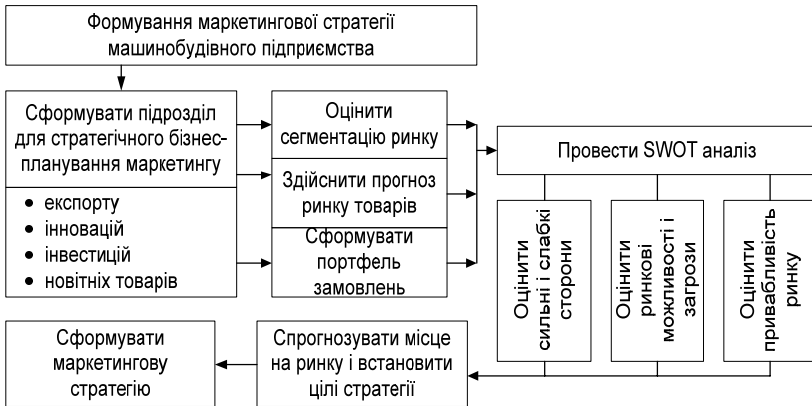 Формування маркетингової стратегії
машинобудівного підприємства
Сформувати підрозділ
для стратегічного бізнес-
планування маркетингу
• експорту
• інновацій
• інвестицій
• новітніх товарів
Оцінити
сегментацію ринку
Здійснити прогноз
ринку товарів
Сформувати
портфель
замовлень
Провести SWOT аналіз
Оцінити
сильні і слабкі
сторони
Оцінити
ринкові
можливості і
загрози
Оцінити
привабливість
ринку
Спрогнозувати місце
на ринку і встановити
цілі стратегії
Сформувати
маркетингову
стратегію